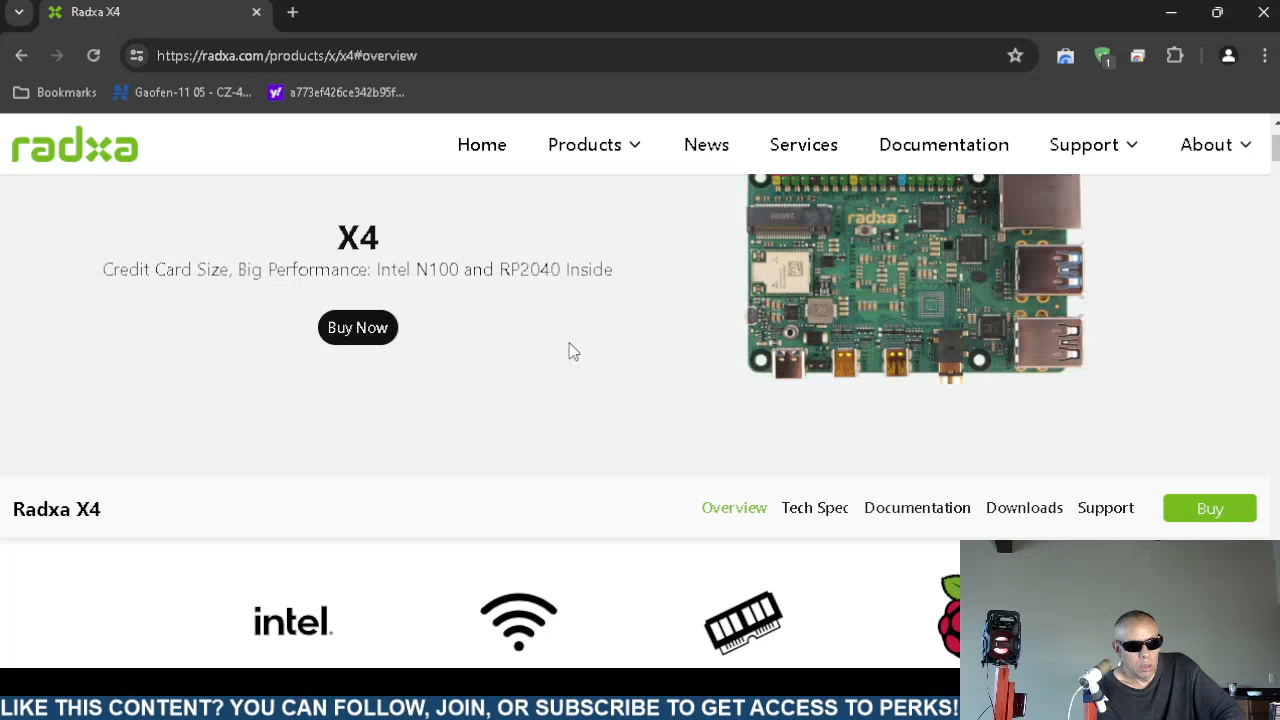 Radxa X4
https://radxa.com/products/x/x4#overview
1
Bookmarks
Gaofen-11 05 - CZ-4...
a773ef426ce342b95f...
radxa
Home
Products
News
Services
Documentation
Support
About
radxa
X4
Credit Card Size, Big Performance: Intel N100 and RP2040 Inside
Buy Now
Radxa X4
Overview
Tech Spec
Documentation
Downloads
Support
Buy
intel.
LIKE THIS CONTENT? YOU CAN FOLLOW, JOIN, OR SUBSCRIBE TO GET ACCESS TO PERKS!